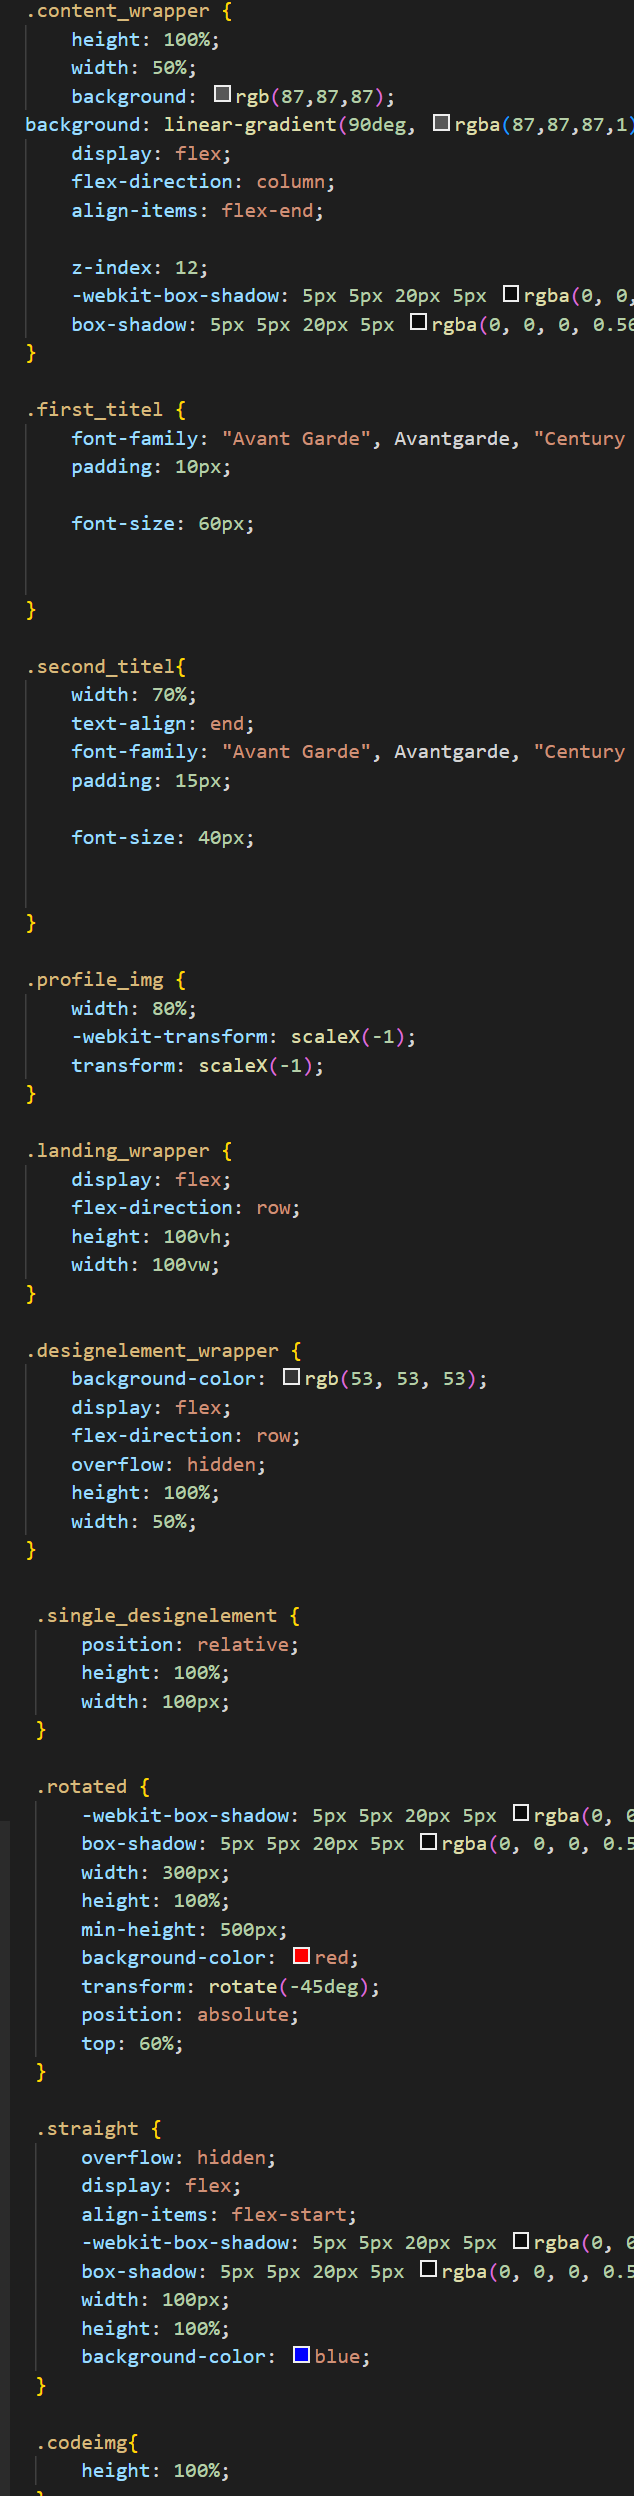 .content_wrapper {
    height: 100%;
    width: 50%;
    background: rgb(87,87,87);
background: linear-gradient(90deg, rgba(87,87,87,1)
    display: flex;
    flex-direction: column;
    align-items: flex-end;

    z-index: 12;
    -webkit-box-shadow: 5px 5px 20px 5px rgba(0, 0,
    box-shadow: 5px 5px 20px 5px rgba(0, 0, 0, 0.56
}

.first_titel {
    font-family: "Avant Garde", Avantgarde, "Century
    padding: 10px;

    font-size: 60px;


}

.second_titel{
    width: 70%;
    text-align: end;
    font-family: "Avant Garde", Avantgarde, "Century
    padding: 15px;

    font-size: 40px;


}

.profile_img {
    width: 80%;
    -webkit-transform: scaleX(-1);
    transform: scaleX(-1);
}

.landing_wrapper {
    display: flex;
    flex-direction: row;
    height: 100vh;
    width: 100vw;
}

.designelement_wrapper {
    background-color: rgb(53, 53, 53);
    display: flex;
    flex-direction: row;
    overflow: hidden;
    height: 100%;
    width: 50%;
}

.single_designelement {
    position: relative;
    height: 100%;
    width: 100px;
}

.rotated {
    -webkit-box-shadow: 5px 5px 20px 5px rgba(0, 0
    box-shadow: 5px 5px 20px 5px rgba(0, 0, 0, 0.5
    width: 300px;
    height: 100%;
    min-height: 500px;
    background-color: red;
    transform: rotate(-45deg);
    position: absolute;
    top: 60%;
}

.straight {
    overflow: hidden;
    display: flex;
    align-items: flex-start;
    -webkit-box-shadow: 5px 5px 20px 5px rgba(0, 0
    box-shadow: 5px 5px 20px 5px rgba(0, 0, 0, 0.5
    width: 100px;
    height: 100%;
    background-color: blue;
}

.codeimg{
    height: 100%;
}